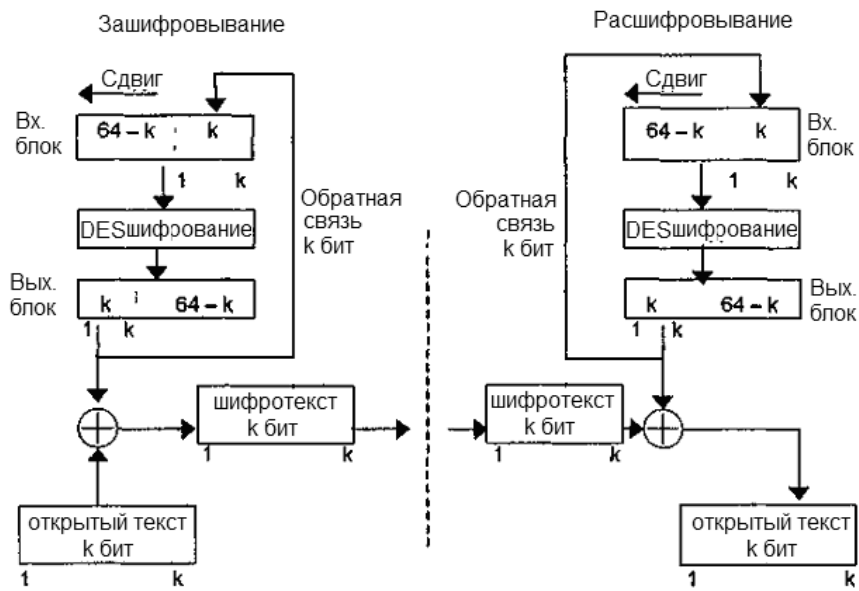 Зашифровывание
Сдвиг
Вх.
блок
64 – k
k
1 k
DESшифрование
Вых.
блок
k
64 – k
1 k
Обратная
связь
k бит
шифротекст
k бит
1 k
открытый текст
k бит
1 k
Расшифровывание
Сдвиг
64 – k
k
Вх.
блок
1 k
DESшифрование
Вых.
блок
k
64 – k
1 k
Обратная
связь
k бит
шифротекст
k бит
1 k
открытый текст
k бит
1 k